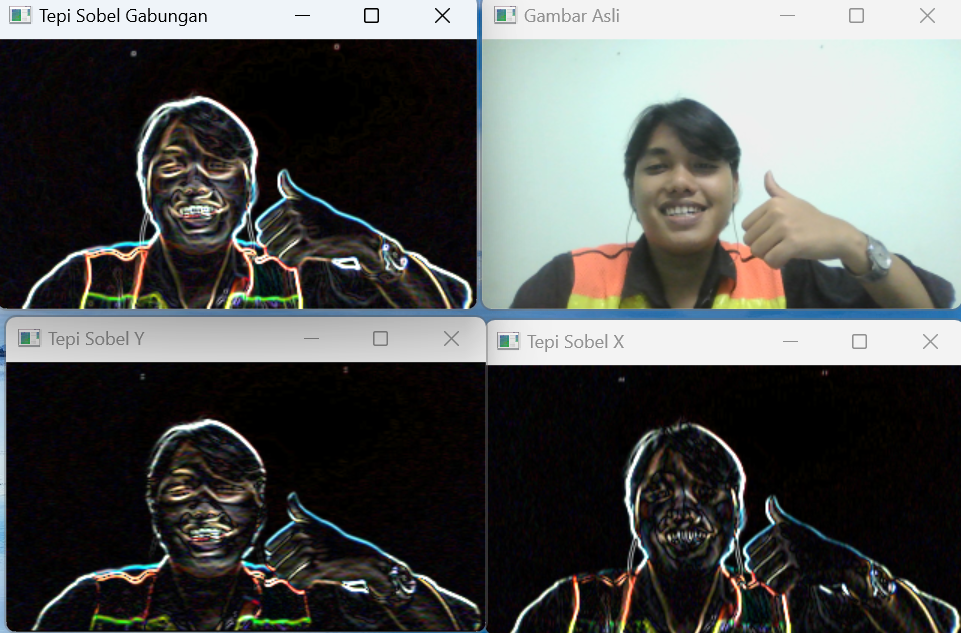 Tepi Sobel Gabungan
Gambar Asli
Tepi Sobel Y
Tepi Sobel X